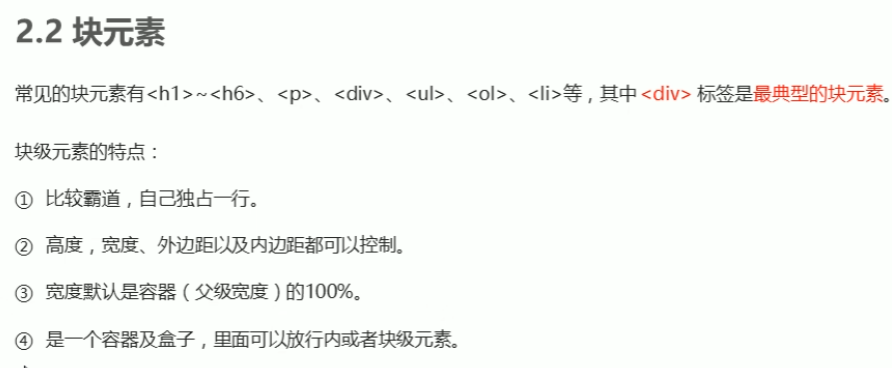 2.2 块元素
常见的块元素有<h1>~<h6>、<p>、<div>、<ul>、<ol>、<li>等，其中 <div> 标签是最典型的块元素。
块级元素的特点：
① 比较霸道，自己独占一行。
② 高度，宽度、外边距以及内边距都可以控制。
③ 宽度默认是容器（父级宽度）的100%。
④ 是一个容器及盒子，里面可以放行内或者块级元素。